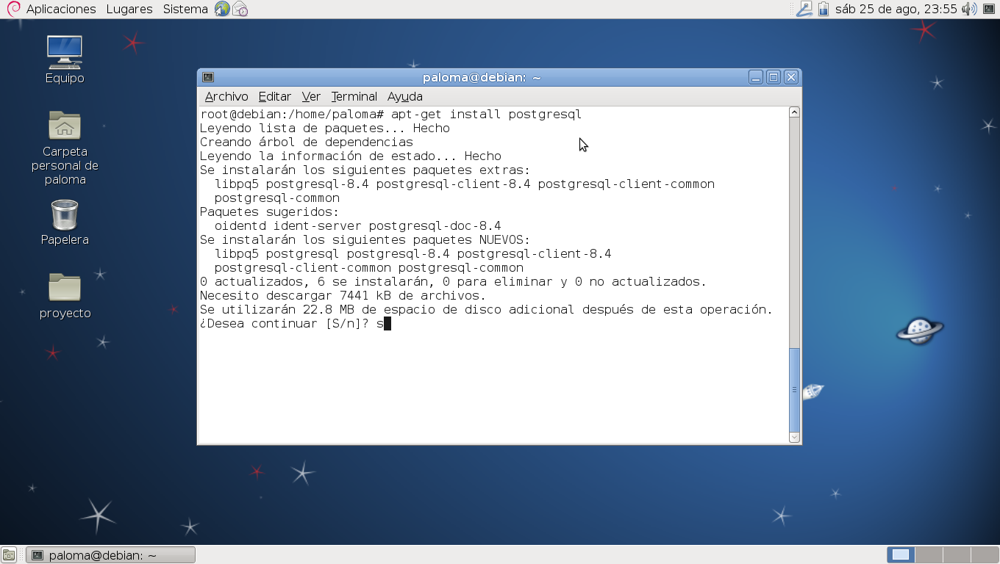 Aplicaciones Lugares Sistema sáb 25 de ago, 23:55
Equipo
Carpeta
personal de
paloma
Papelera
proyecto
paloma@debian: ~
Archivo Editar Ver Terminal Ayuda
root@debian:/home/paloma# apt-get install postgresql
Leyendo lista de paquetes... Hecho
Creando árbol de dependencias
Leyendo la información de estado... Hecho
Se instalarán los siguientes paquetes extras:
libpq5 postgresql-8.4 postgresql-client-8.4 postgresql-client-common
postgresql-common
Paquetes sugeridos:
oidentd ident-server postgresql-doc-8.4
Se instalarán los siguientes paquetes NUEVOS:
libpq5 postgresql postgresql-8.4 postgresql-client-8.4
postgresql-client-common postgresql-common
0 actualizados, 6 se instalarán, 0 para eliminar y 0 no actualizados.
Necesito descargar 7441 kB de archivos.
Se utilizarán 22.8 MB de espacio de disco adicional después de esta operación.
¿Desea continuar [S/n]? s
paloma@debian: ~